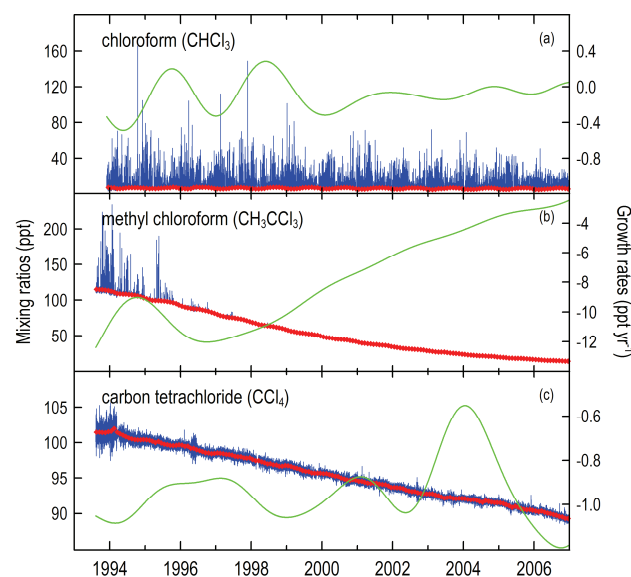 chloroform (CHCl3)
(a)
160
120
80
40
0.4
0.0
-0.4
-0.8
methyl chloroform (CH3CCl3)
(b)
200
150
100
50
-4
-6
-8
-10
-12
Mixing ratios (ppt)
Growth rates (ppt yr-1)
carbon tetrachloride (CCl4)
(c)
105
100
95
90
-0.6
-0.8
-1.0
1994 1996 1998 2000 2002 2004 2006